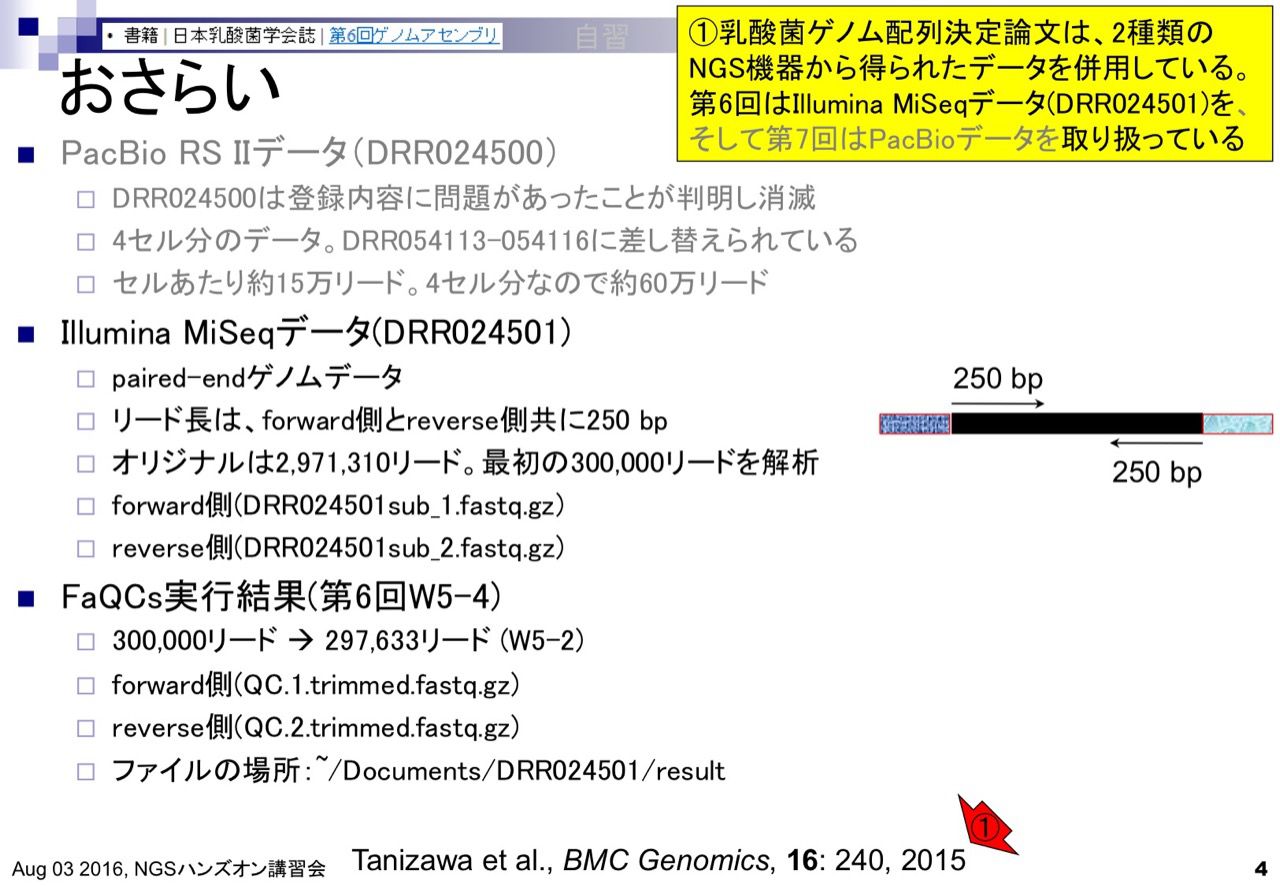 • 書籍 | 日本乳酸菌学会誌 | 第6回ゲノムアセンブリ
自習
おさらい
①乳酸菌ゲノム配列決定論文は、2種類の
NGS機器から得られたデータを併用している。
第6回はIllumina MiSeqデータ(DRR024501)を、
そして第7回はPacBioデータを取り扱っている
PacBio RS IIデータ(DRR024500)
DRR024500は登録内容に問題があったことが判明し消滅
4セル分のデータ。DRR054113-054116に差し替えられている
セルあたり約15万リード。4セル分なので約60万リード
Illumina MiSeqデータ(DRR024501)
paired-endゲノムデータ
リード長は、forward側とreverse側共に250 bp
オリジナルは2,971,310リード。最初の300,000リードを解析
forward側(DRR024501sub_1.fastq.gz)
reverse側(DRR024501sub_2.fastq.gz)
250 bp
250 bp
FaQCs実行結果(第6回W5-4)
300,000リード → 297,633リード (W5-2)
forward側(QC.1.trimmed.fastq.gz)
reverse側(QC.2.trimmed.fastq.gz)
ファイルの場所:~/Documents/DRR024501/result
①
Aug 03 2016, NGSハンズオン講習会
Tanizawa et al., BMC Genomics, 16: 240, 2015
4